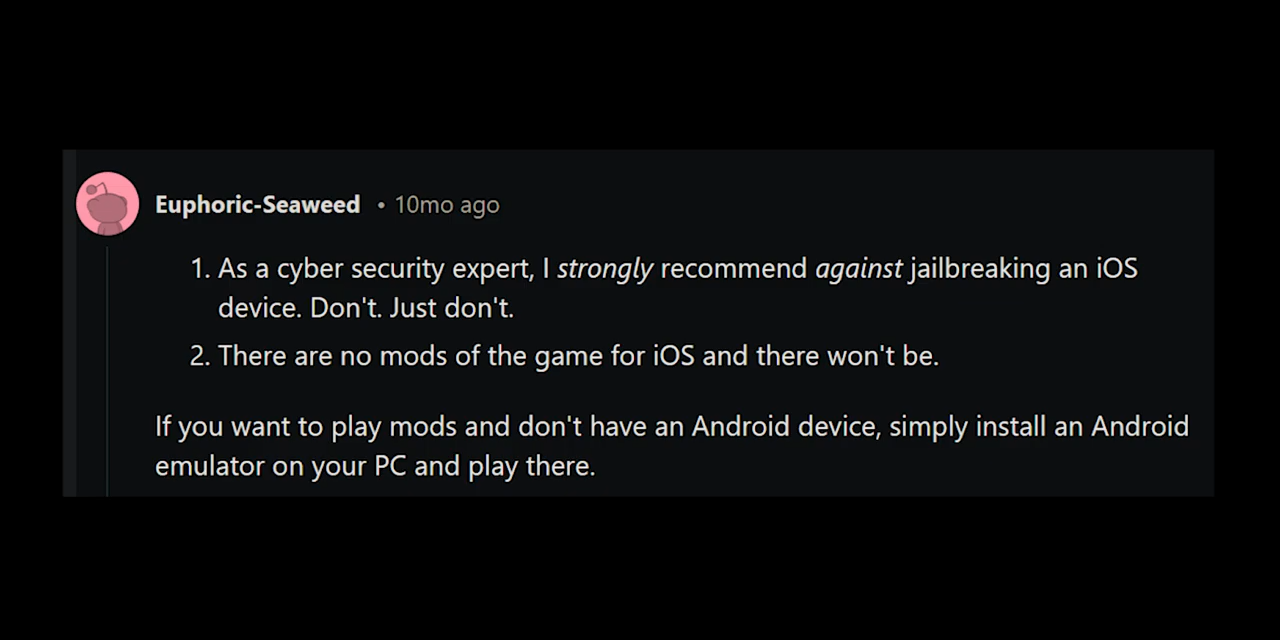 Euphoric-Seaweed • 10mo ago
1. As a cyber security expert, I strongly recommend against jailbreaking an iOS
device. Don't. Just don't.
2. There are no mods of the game for iOS and there won't be.
If you want to play mods and don't have an Android device, simply install an Android
emulator on your PC and play there.